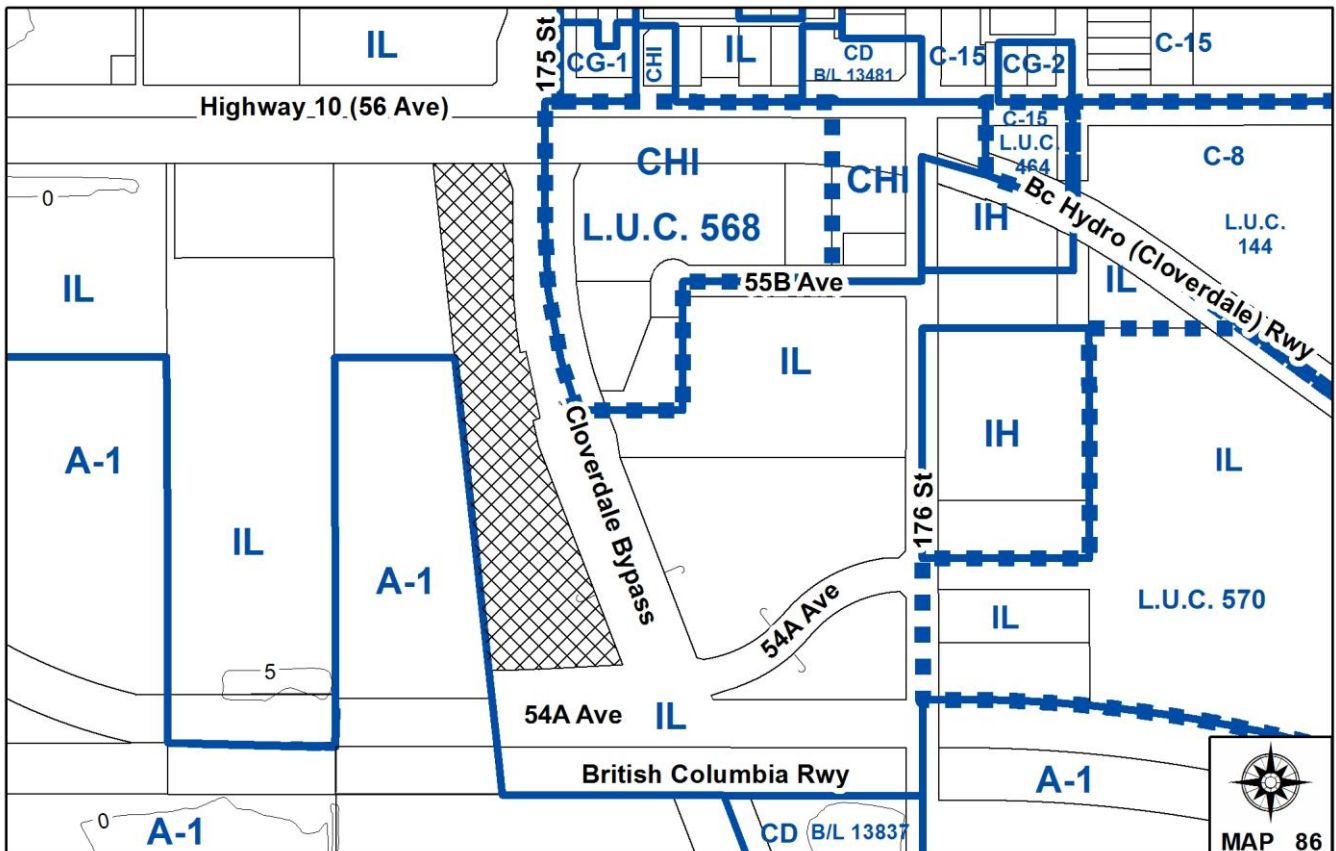 IL
175 St
CG-1
CHI
IL
CD
B/L 13481
C-15
CG-2
C-15
Highway 10 (56 Ave)
C-15
L.U.C.
464
CHI
CHI
C-8
0
L.U.C. 568
IH
Bc Hydro (Cloverdale) Rwy
L.U.C.
144
IL
55B Ave
IL
IL
A-1
Cloverdale Bypass
IH
IL
IL
A-1
176 St
54A Ave
IL
L.U.C. 570
5
54A Ave
IL
British Columbia Rwy
A-1
0
A-1
CD
B/L 13837
MAP 86